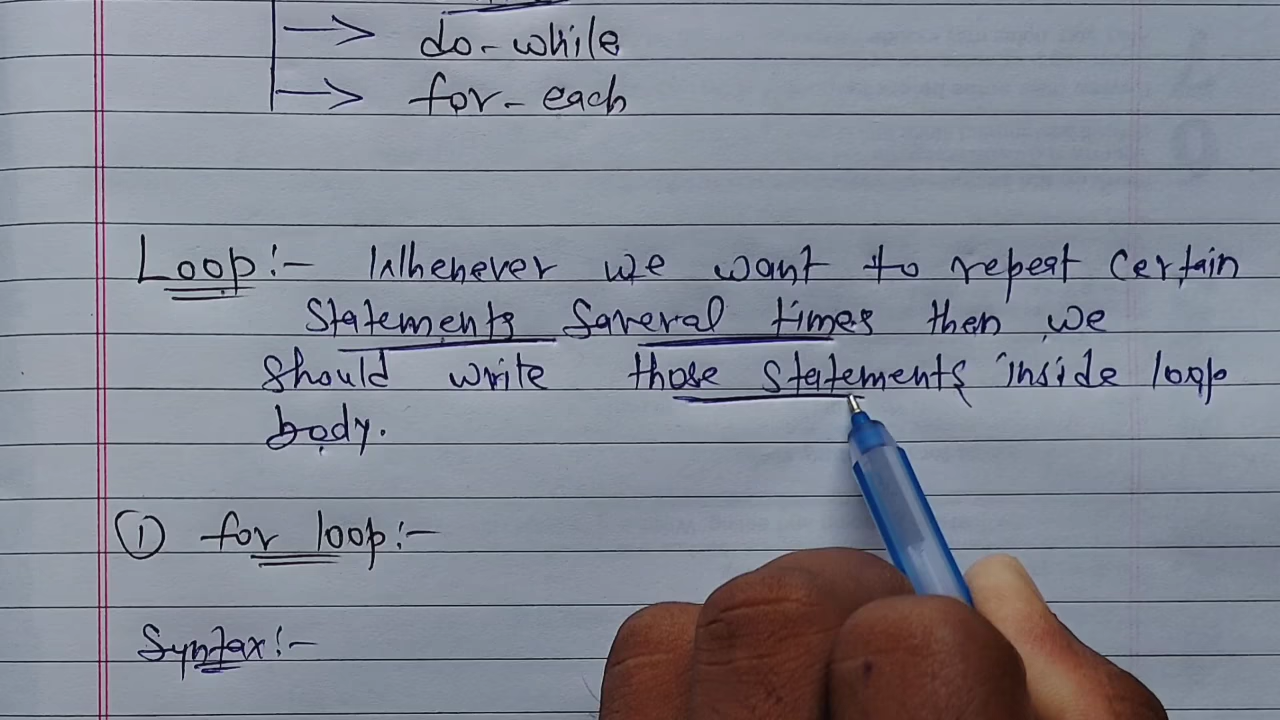 → do-while
→ for-each
Loop:- Whenever we want to repeat certain
statements several times then we
should write those statements inside loop
body.
① for loop:-
Syntax:-